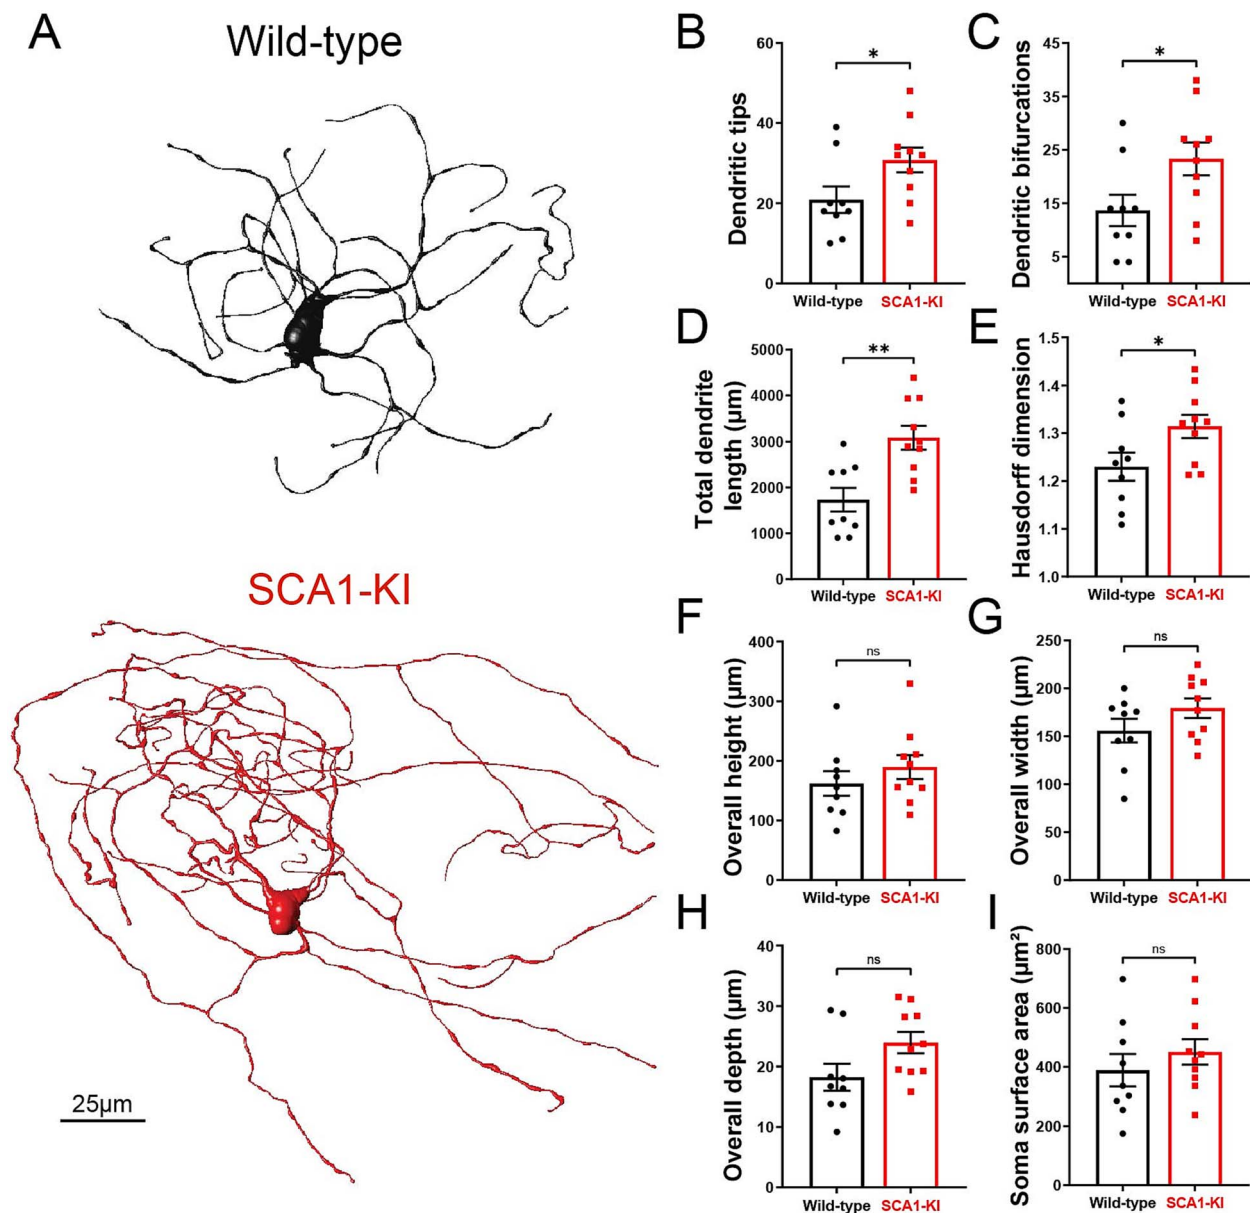 A
Wild-type
SCA1-KI
25µm
B
Dendritic tips
60
40
20
0
*
Wild-type
SCA1-KI
C
Dendritic bifurcations
45
35
25
15
5
*
Wild-type
SCA1-KI
D
Total dendrite
length (µm)
5000
4000
3000
2000
1000
0
**
Wild-type
SCA1-KI
E
Hausdorff dimension
1.5
1.4
1.3
1.2
1.1
1.0
*
Wild-type
SCA1-KI
F
Overall height (µm)
400
300
200
100
0
ns
Wild-type
SCA1-KI
G
Overall width (µm)
250
200
150
100
50
0
ns
Wild-type
SCA1-KI
H
Overall depth (µm)
40
30
20
10
0
ns
Wild-type
SCA1-KI
I
Soma surface area (µm²)
800
600
400
200
0
ns
Wild-type
SCA1-KI